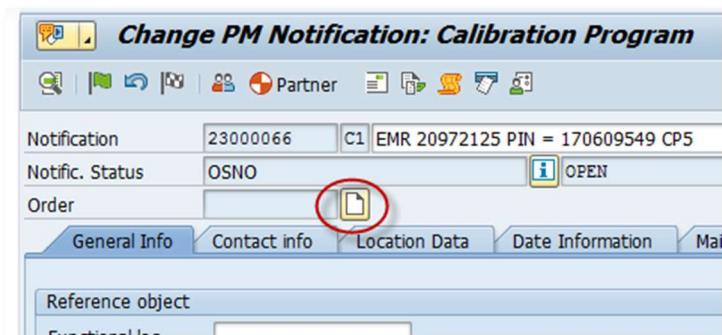 Change PM Notification: Calibration Program
Partner
Notification 23000066 C1 EMR 20972125 PIN = 170609549 CP5
Notific. Status OSNO OPEN
Order
General Info Contact info Location Data Date Information Mai
Reference object